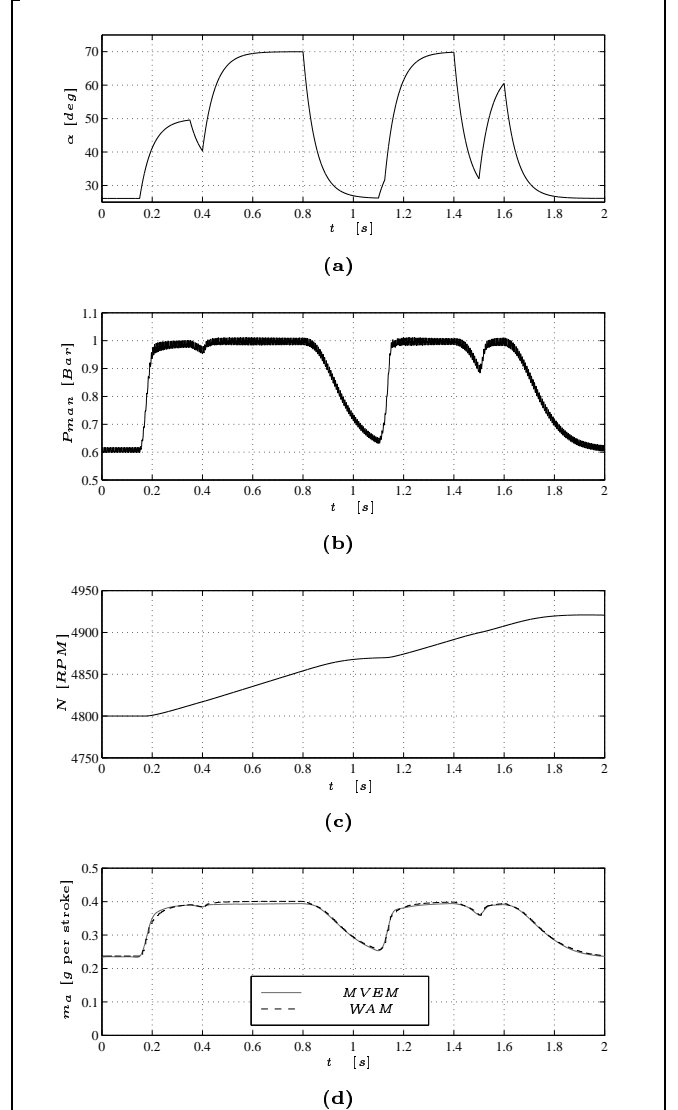 70
60
50
40
30
α [deg]
0 0.2 0.4 0.6 0.8 1 1.2 1.4 1.6 1.8 2
t [s]
(a)
1.1
1
0.9
0.8
0.7
0.6
0.5
Pman [Bar]
0 0.2 0.4 0.6 0.8 1 1.2 1.4 1.6 1.8 2
t [s]
(b)
4950
4900
4850
4800
4750
N [RPM]
0 0.2 0.4 0.6 0.8 1 1.2 1.4 1.6 1.8 2
t [s]
(c)
0.5
0.4
0.3
0.2
0.1
0
ma [g per stroke]
MVEM
WAM
0 0.2 0.4 0.6 0.8 1 1.2 1.4 1.6 1.8 2
t [s]
(d)